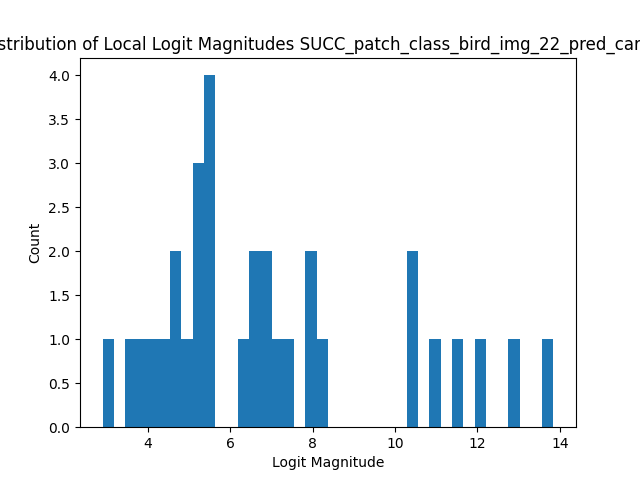 stribution of Local Logit Magnitudes SUCC_patch_class_bird_img_22_pred_car
4.0
3.5
3.0
2.5
2.0
1.5
1.0
0.5
0.0
Count
4 6 8 10 12 14
Logit Magnitude